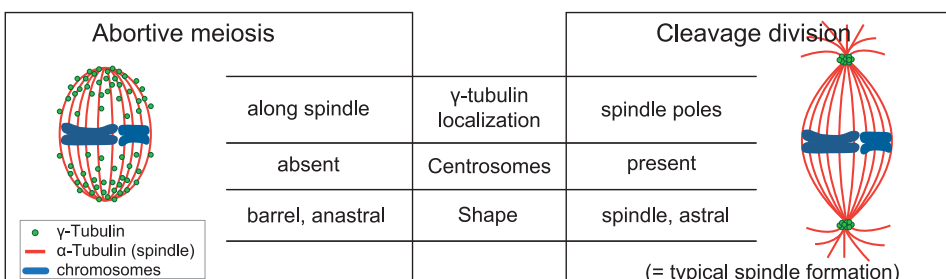 Abortive meiosis
Cleavage division
along spindle
γ-tubulin
localization
spindle poles
absent
Centrosomes
present
barrel, anastral
Shape
spindle, astral
γ-Tubulin
α-Tubulin (spindle)
chromosomes
(= typical spindle formation)